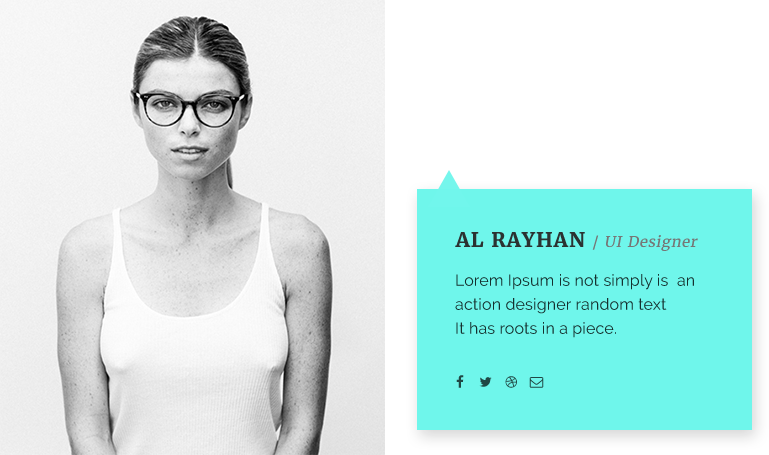 AL RAYHAN / UI Designer
Lorem Ipsum is not simply is an
action designer random text
It has roots in a piece.